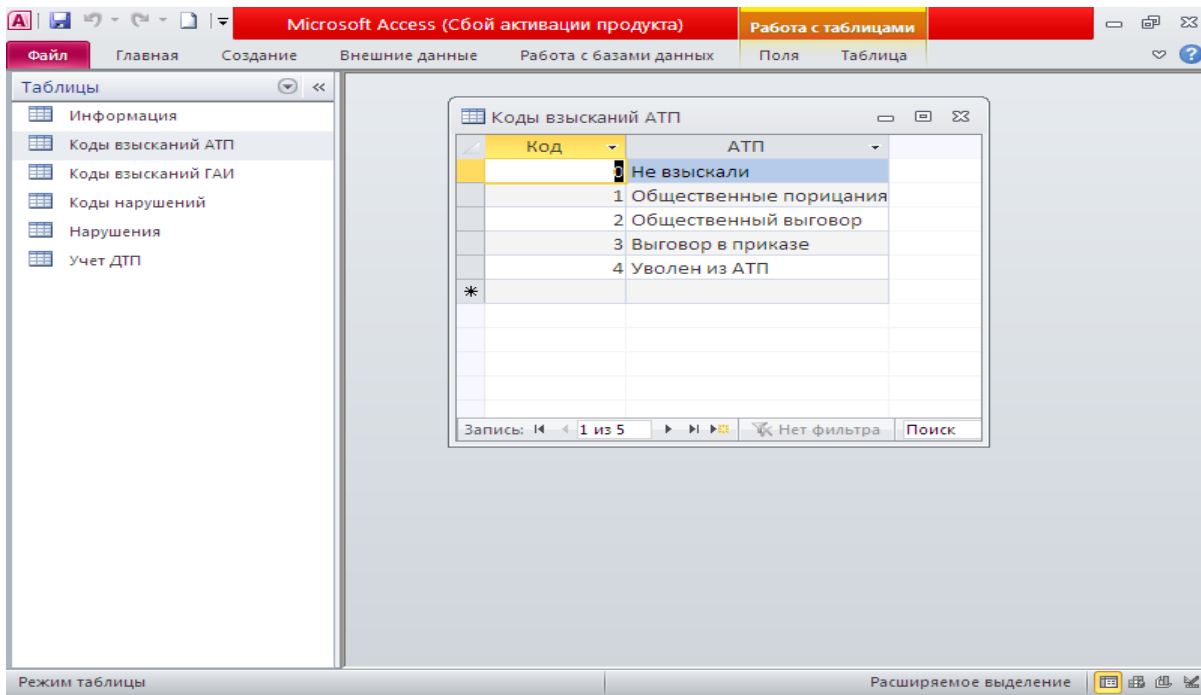 Microsoft Access (Сбой активации продукта)
Работа с таблицами
Файл Главная Создание Внешние данные Работа с базами данных Поля Таблица
Таблицы
Информация
Коды взысканий АТП
Коды взысканий ГАИ
Коды нарушений
Нарушения
Учет ДТП
Коды взысканий АТП
Код АТП
0 Не взыскали
1 Общественные порицания
2 Общественный выговор
3 Выговор в приказе
4 Уволен из АТП
Запись: 1 из 5 Нет фильтра Поиск
Режим таблицы Расширяемое выделение